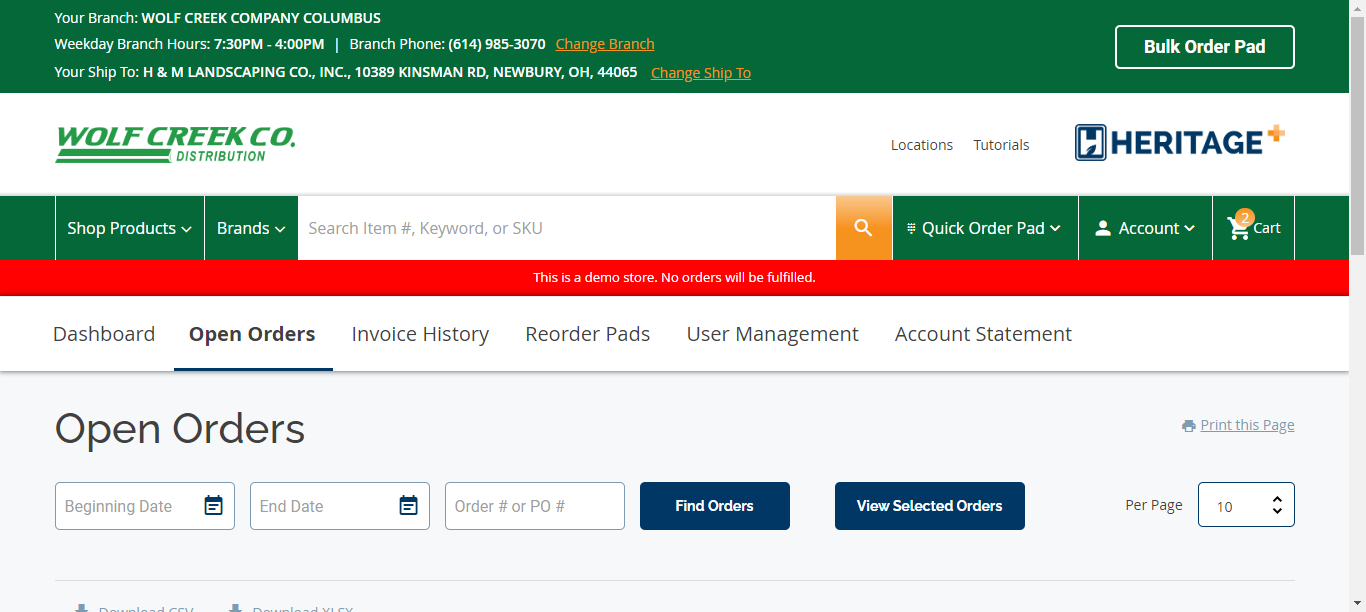 Your Branch: WOLF CREEK COMPANY COLUMBUS
Weekday Branch Hours: 7:30PM - 4:00PM | Branch Phone: (614) 985-3070 Change Branch
Your Ship To: H & M LANDSCAPING CO., INC., 10389 KINSMAN RD, NEWBURY, OH, 44065 Change Ship To
Bulk Order Pad
WOLF CREEK CO.
DISTRIBUTION
Locations Tutorials
HERITAGE+
Shop Products Brands Search Item #, Keyword, or SKU Quick Order Pad Account 2 Cart
This is a demo store. No orders will be fulfilled.
Dashboard Open Orders Invoice History Reorder Pads User Management Account Statement
Open Orders
Print this Page
Beginning Date End Date Order # or PO # Find Orders View Selected Orders Per Page 10
Download CSV Download XLSX